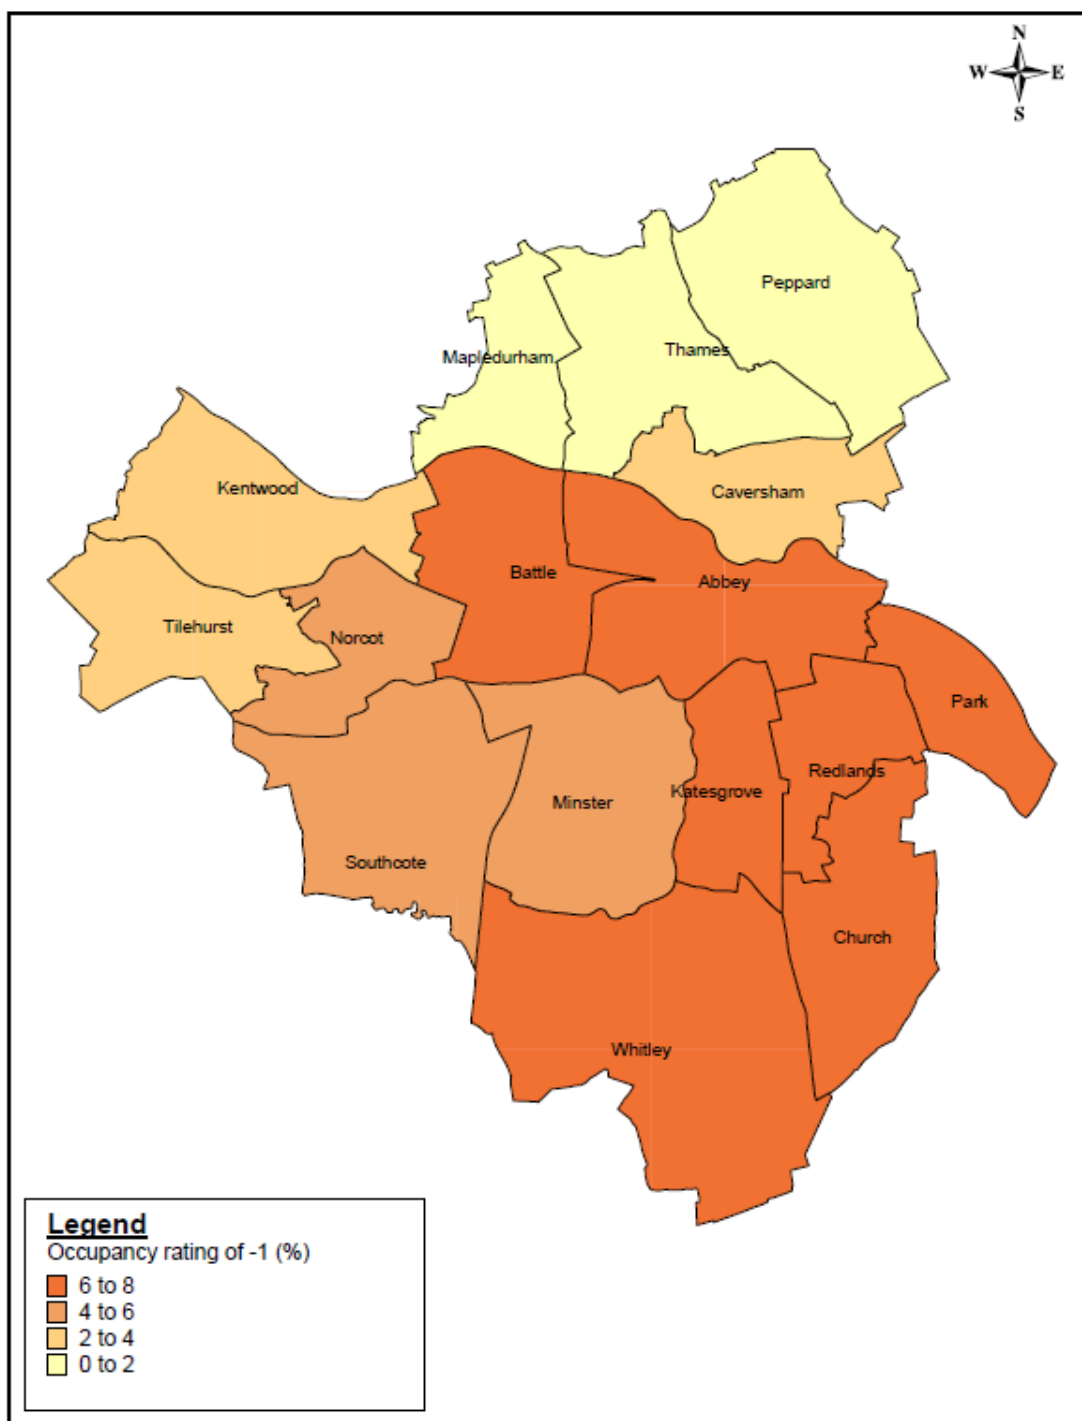 N
W E
S
Peppard
Thames
Mapledurham
Kentwood
Caversham
Battle
Abbey
Tilehurst
Norcot
Park
Redlands
Katesgrove
Minster
Southcote
Church
Whitley
Legend
Occupancy rating of -1 (%)
6 to 8
4 to 6
2 to 4
0 to 2